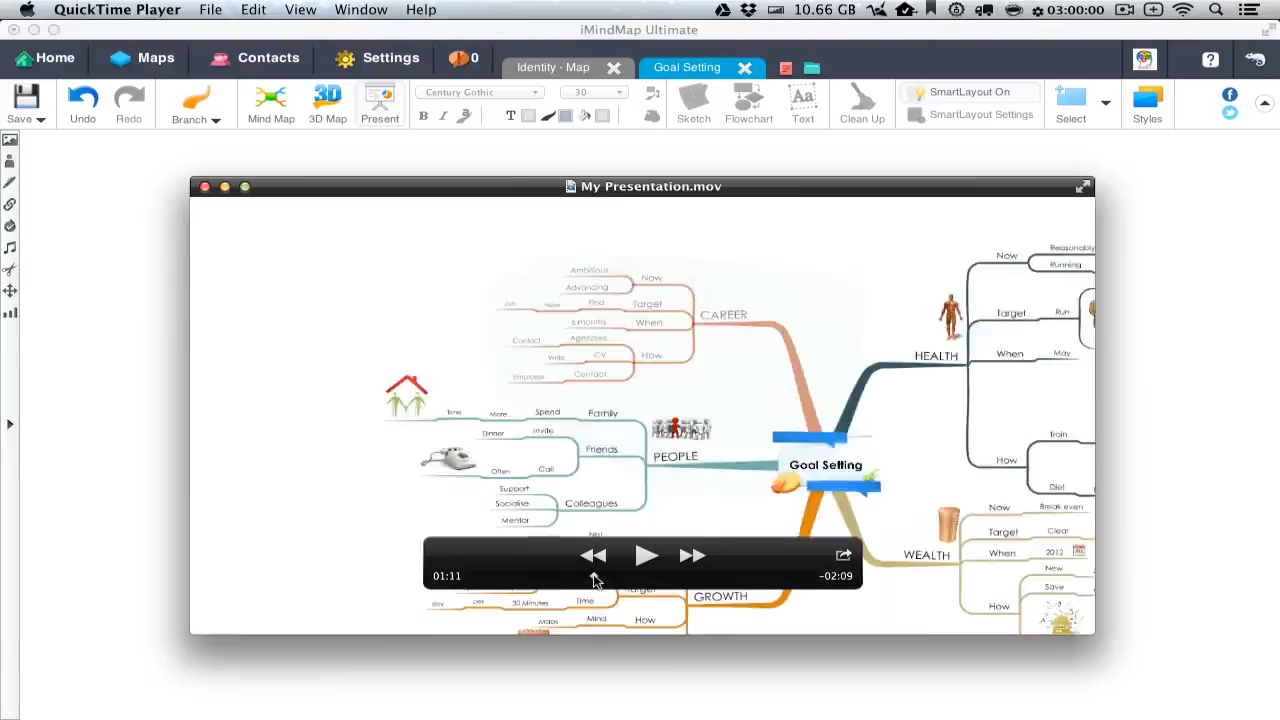 QuickTime Player File Edit View Window Help 10.66 GB 03:00:00
iMindMap Ultimate
Home Maps Contacts Settings 0 Identity - Map Goal Setting
Century Gothic 30
SmartLayout On
SmartLayout Settings
Save Undo Redo Branch Mind Map 3D Map Present B I T Sketch Flowchart Text Clean Up Select Styles
My Presentation.mov
CAREER
Now
Ambitious
Advancing
Target
Find
New
Job
When
6 months
How
Agencies
Contact
CV
Write
Contact
Employer
HEALTH
Now
Reasonably
Running
Target
Run
When
May
How
Train
Diet
PEOPLE
Family
Spend
More
Time
Friends
Invite
Dinner
Call
Often
Colleagues
Support
Socialise
Mentor
Goal Setting
WEALTH
Now
Break even
Target
Clear
When
2012
How
New
Save
GROWTH
Target
Time
30 Minutes
per
day
How
Mind
Maps
01:11
-02:09